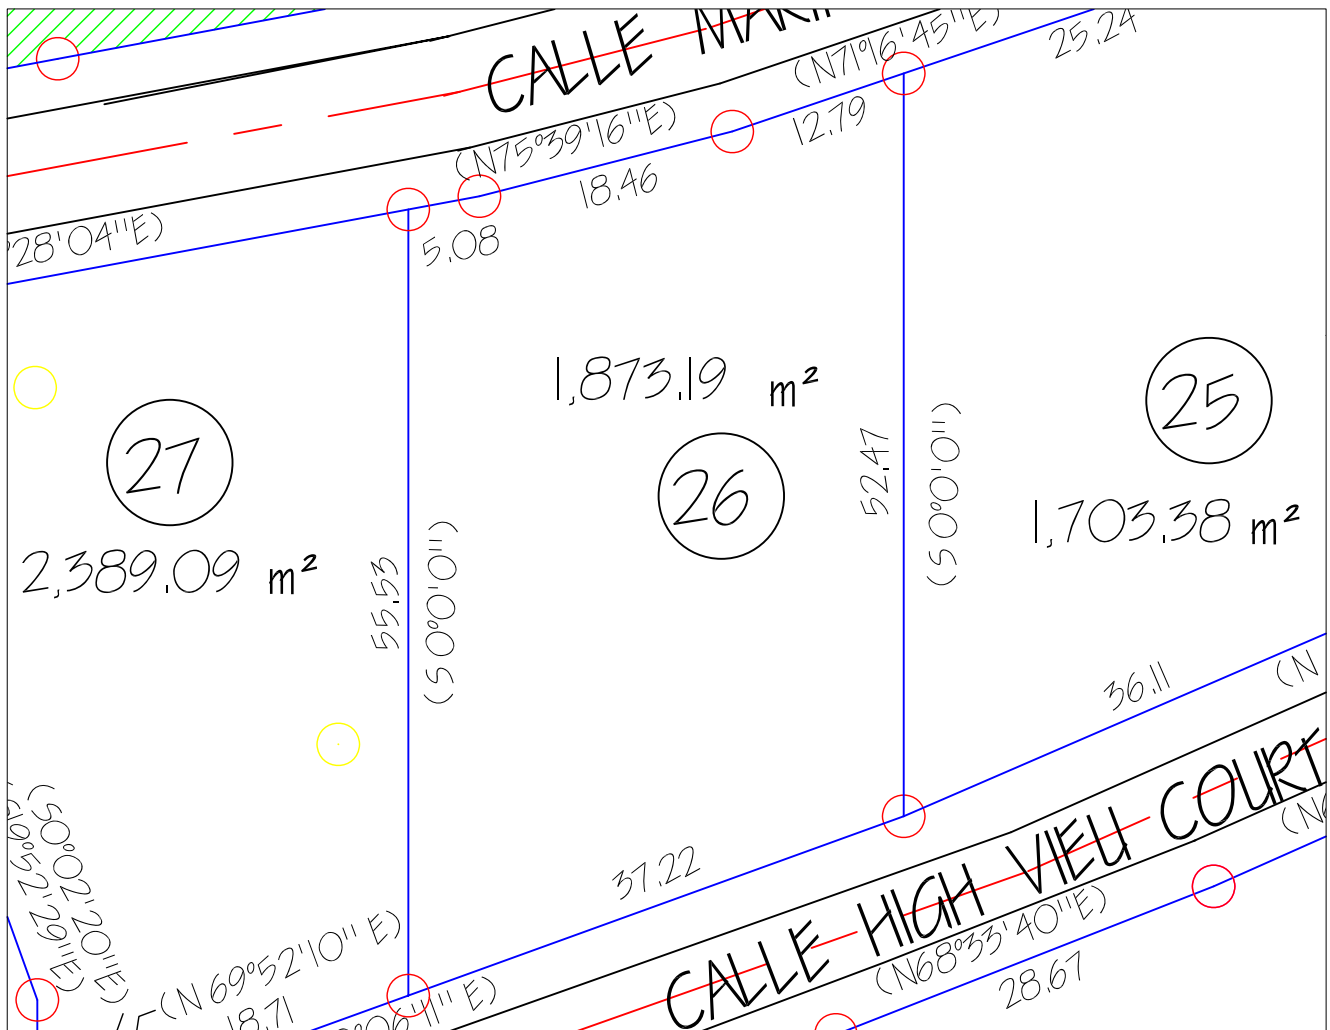 CALLE
(N71°16'45"E)
25.24
12.79
(N75°39'16"E)
18.46
28'04"E)
5.08
1,873.19 m²
27
26
25
2,389.09 m²
1,703.38 m²
52.47
(S 0°0'0")
55.53
(S 0°0'0")
36.11
(N
37.22
CALLE HIGH VIEU COURT
(N68°33'40"E)
28.67
(S0°02'20"E)
(N 69°52'10" E)
18.71